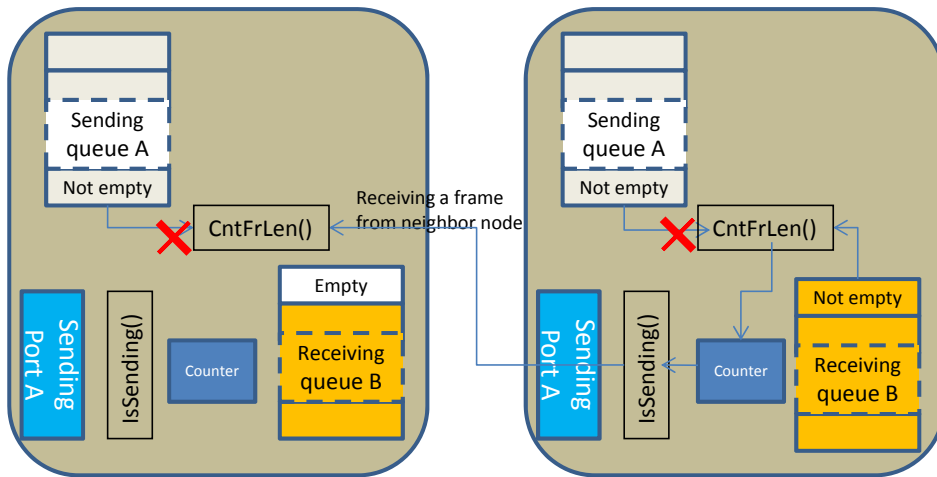 Sending
queue A
Not empty
CntFrLen()
Receiving a frame
from neighbor node
Empty
Sending
Port A
IsSending()
Counter
Receiving
queue B
Sending
queue A
Not empty
CntFrLen()
Not empty
Sending
Port A
IsSending()
Counter
Receiving
queue B